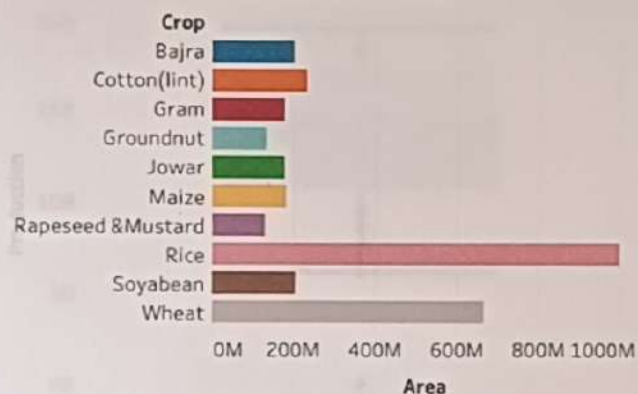 Crop
Bajra
Cotton(lint)
Gram
Groundnut
Jowar
Maize
Rapeseed &Mustard
Rice
Soyabean
Wheat
0M 200M 400M 600M 800M 1000M
Area